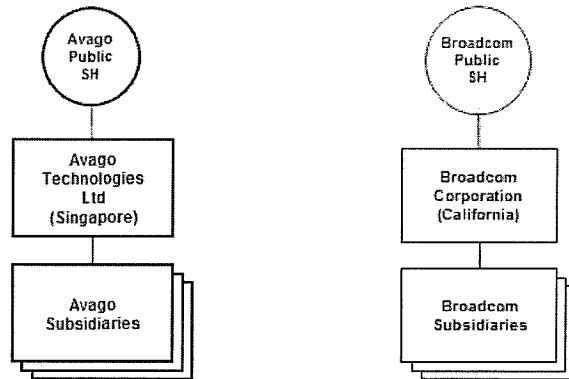 Avago
Public
SH
Broadcom
Public
SH
Avago
Technologies
Ltd
(Singapore)
Broadcom
Corporation
(California)
Avago
Subsidiaries
Broadcom
Subsidiaries